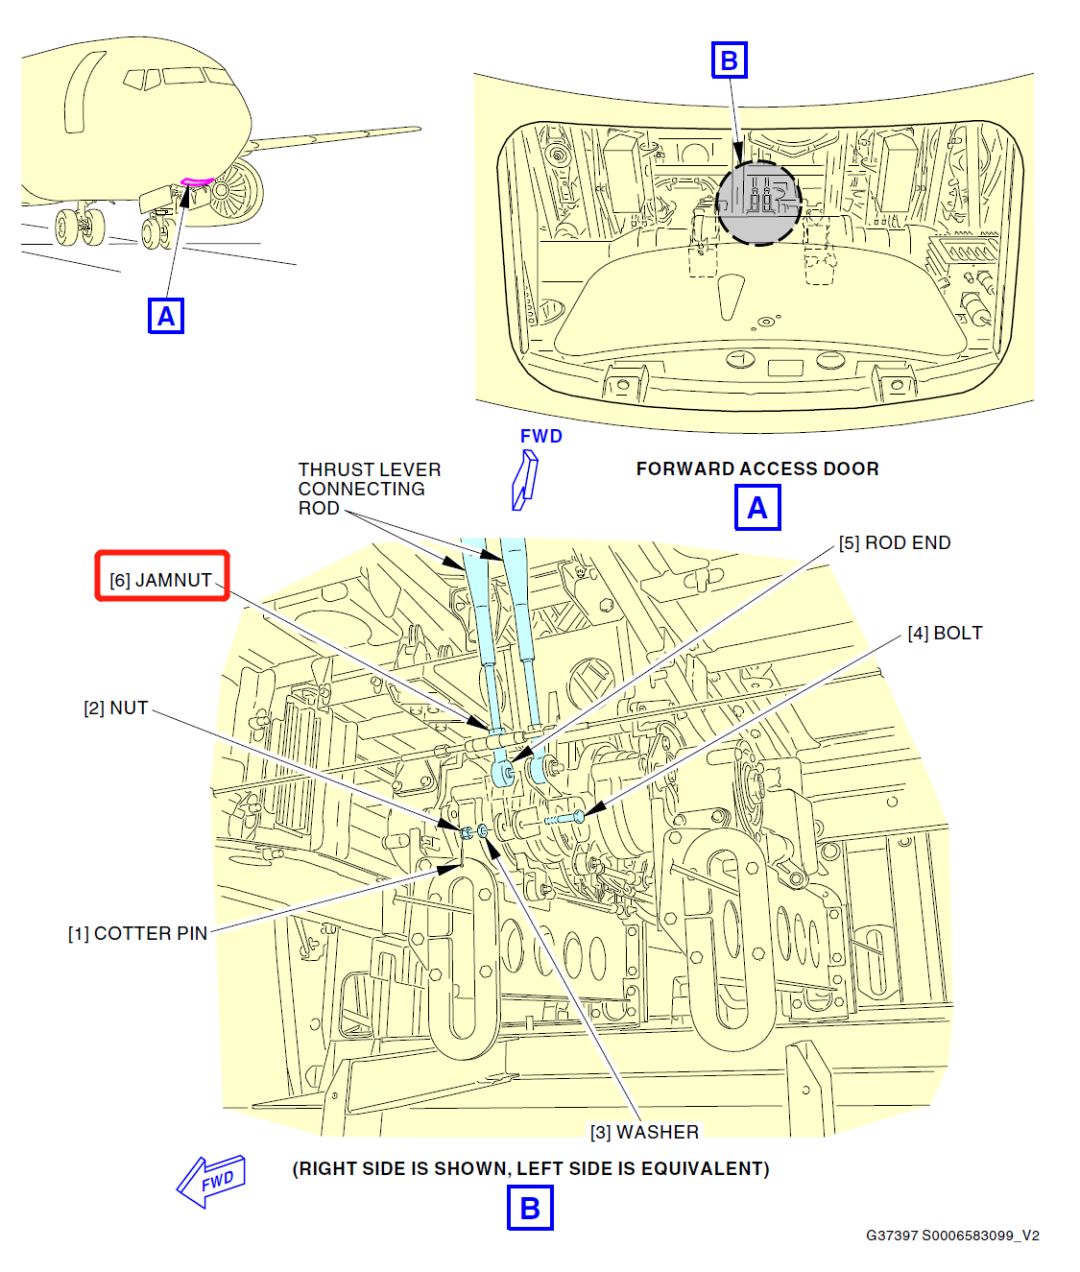 B
A
FWD
THRUST LEVER
CONNECTING
ROD
FORWARD ACCESS DOOR
A
[5] ROD END
[6] JAMNUT
[4] BOLT
[2] NUT
[1] COTTER PIN
[3] WASHER
FWD
(RIGHT SIDE IS SHOWN, LEFT SIDE IS EQUIVALENT)
B
G37397 S0006583099_V2